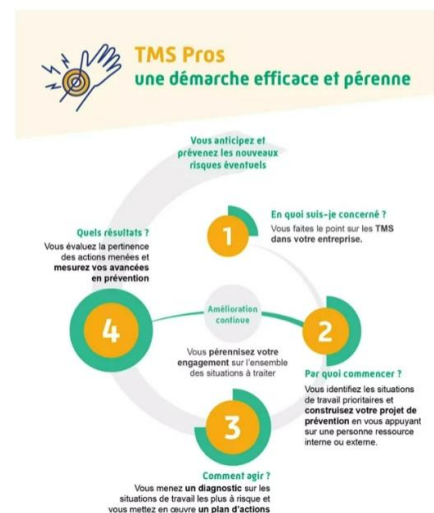 TMS Pros
une démarche efficace et pérenne
Vous anticipez et
prévenez les nouveaux
risques éventuels
En quoi suis-je concerné ?
1
Vous faites le point sur les TMS
dans votre entreprise.
Quels résultats ?
Vous évaluez la pertinence
des actions menées et
mesurez vos avancées
en prévention
4
Amélioration
continue
2
Vous pérennisez votre
engagement sur l'ensemble
des situations à traiter
Par quoi commencer ?
Vous identifiez les situations
de travail prioritaires et
construisez votre projet de
prévention en vous appuyant
sur une personne ressource
interne ou externe.
3
Comment agir ?
Vous menez un diagnostic sur les
situations de travail les plus à risque et
vous mettez en œuvre un plan d'actions